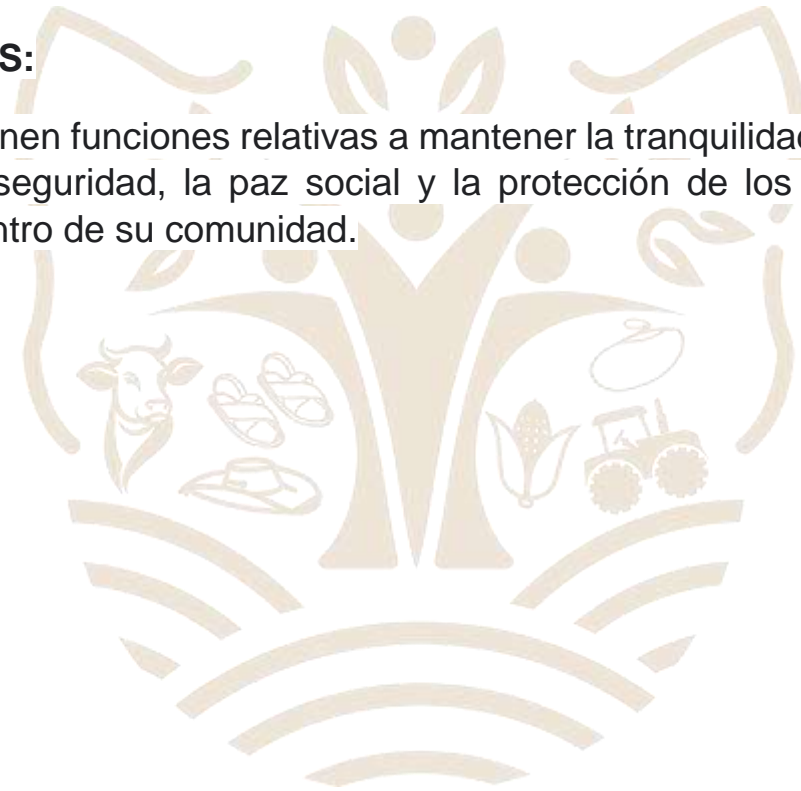 S:
nen funciones relativas a mantener la tranquilidad
seguridad, la paz social y la protección de los
ntro de su comunidad.